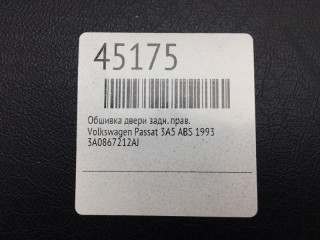 45175
Обшивка двери задн. прав.
Volkswagen Passat 3A5 ABS 1993
3A0867212AJ